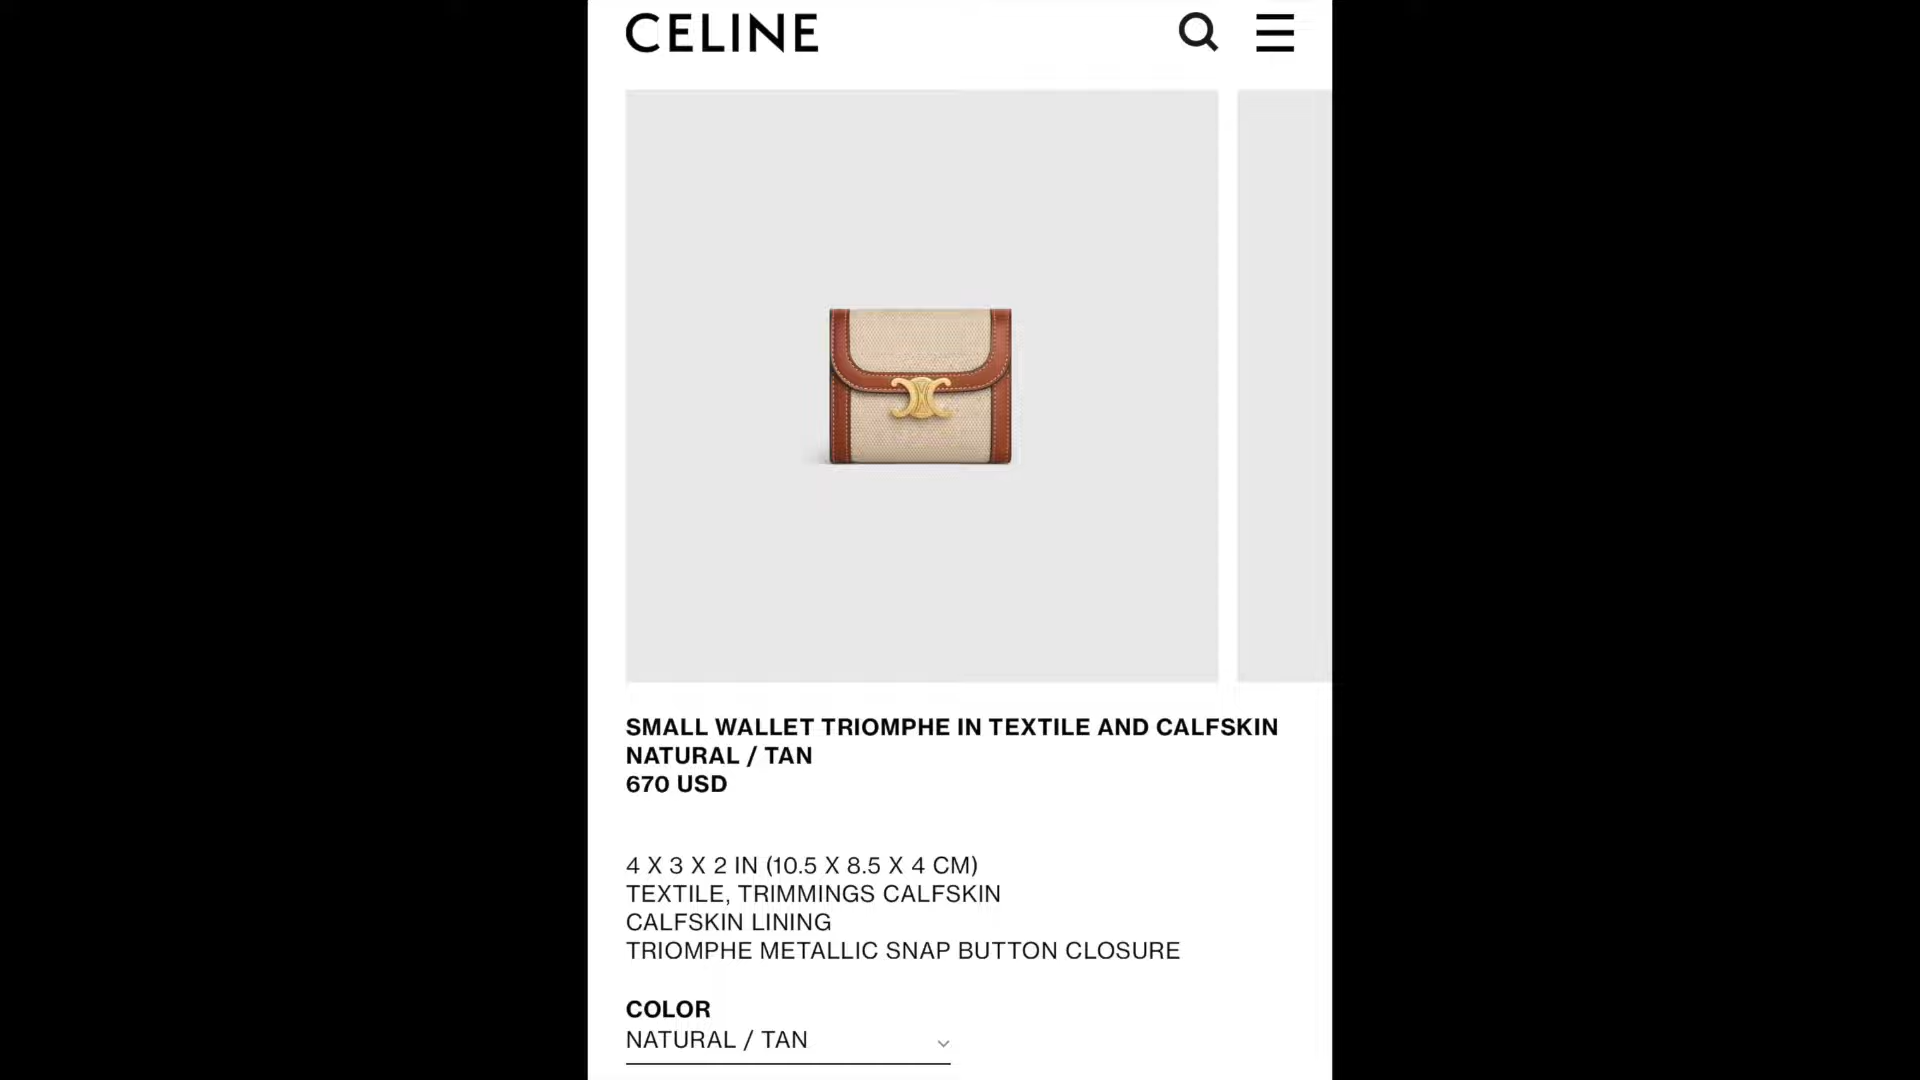 CELINE
SMALL WALLET TRIOMPHE IN TEXTILE AND CALFSKIN
NATURAL / TAN
670 USD
4 X 3 X 2 IN (10.5 X 8.5 X 4 CM)
TEXTILE, TRIMMINGS CALFSKIN
CALFSKIN LINING
TRIOMPHE METALLIC SNAP BUTTON CLOSURE
COLOR
NATURAL / TAN